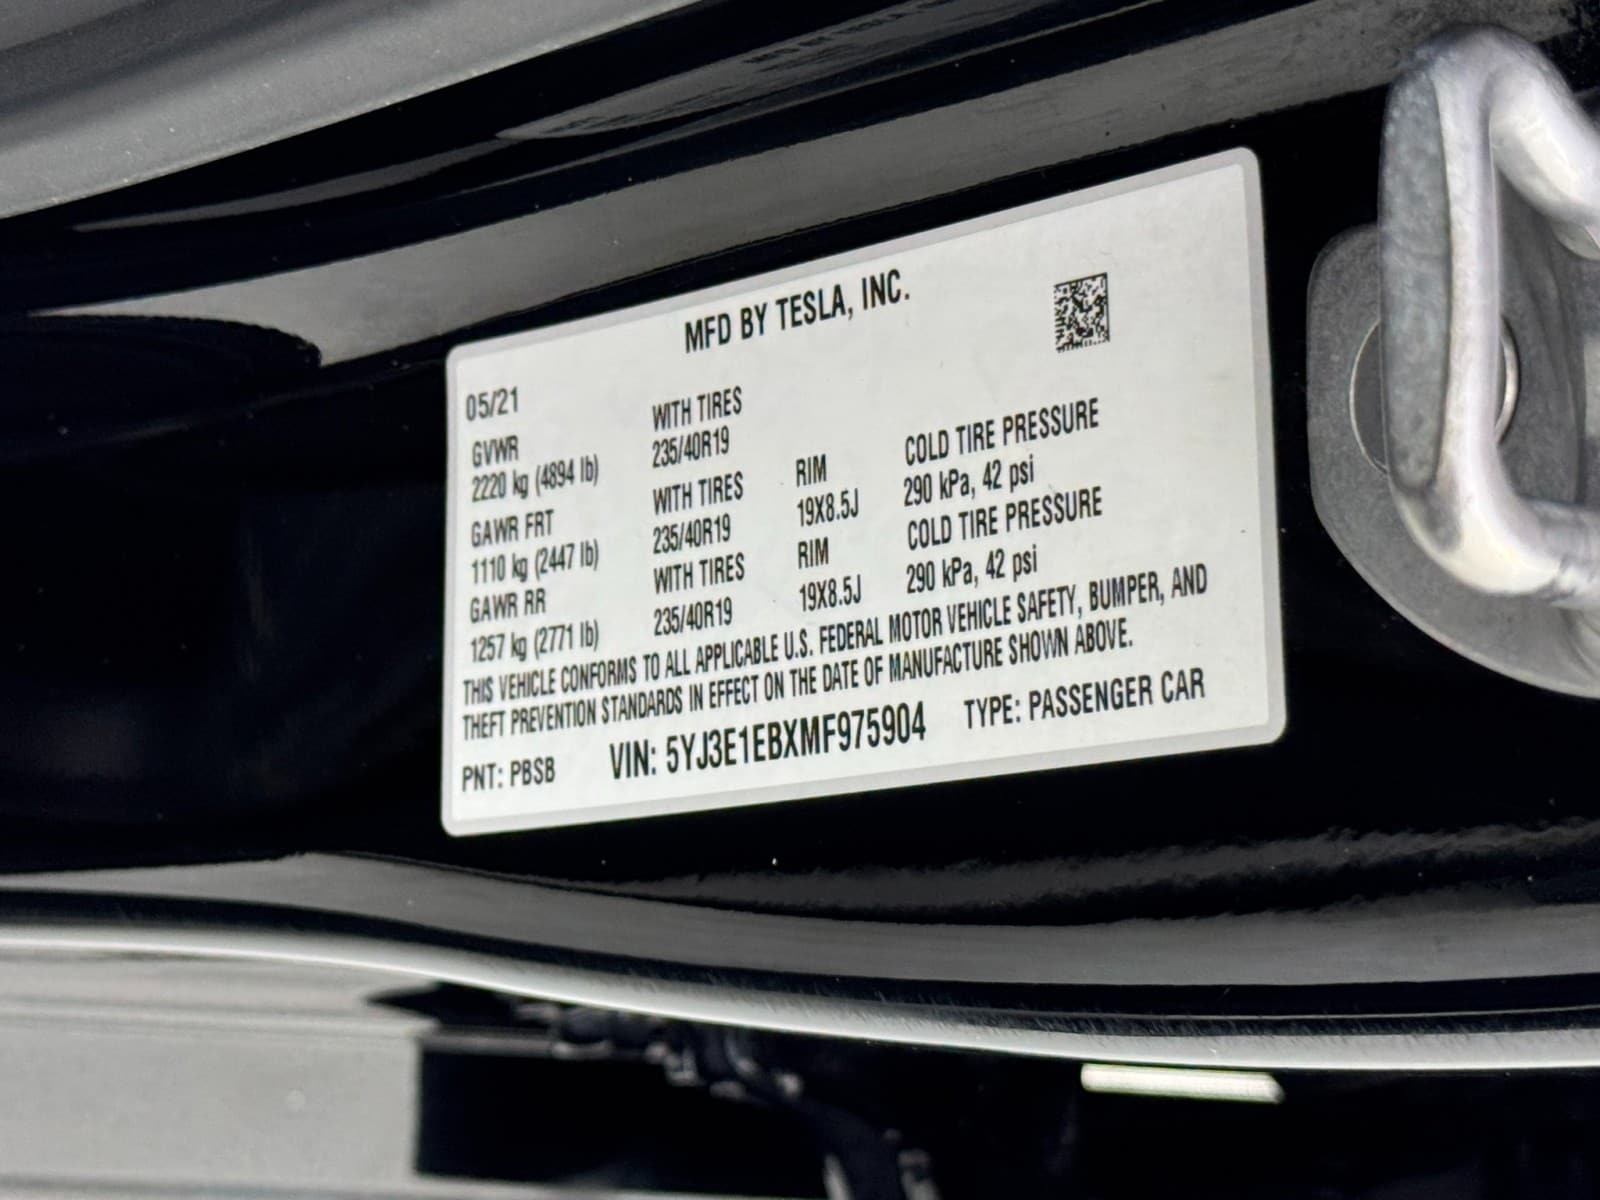 MFD BY TESLA, INC.
05/21
GVWR WITH TIRES
2220 kg (4894 lb) 235/40R19
GAWR FRT WITH TIRES RIM COLD TIRE PRESSURE
1110 kg (2447 lb) 235/40R19 19X8.5J 290 kPa, 42 psi
GAWR RR WITH TIRES RIM COLD TIRE PRESSURE
1257 kg (2771 lb) 235/40R19 19X8.5J 290 kPa, 42 psi
THIS VEHICLE CONFORMS TO ALL APPLICABLE U.S. FEDERAL MOTOR VEHICLE SAFETY, BUMPER, AND
THEFT PREVENTION STANDARDS IN EFFECT ON THE DATE OF MANUFACTURE SHOWN ABOVE.
PNT: PBSB VIN: 5YJ3E1EBXMF975904 TYPE: PASSENGER CAR